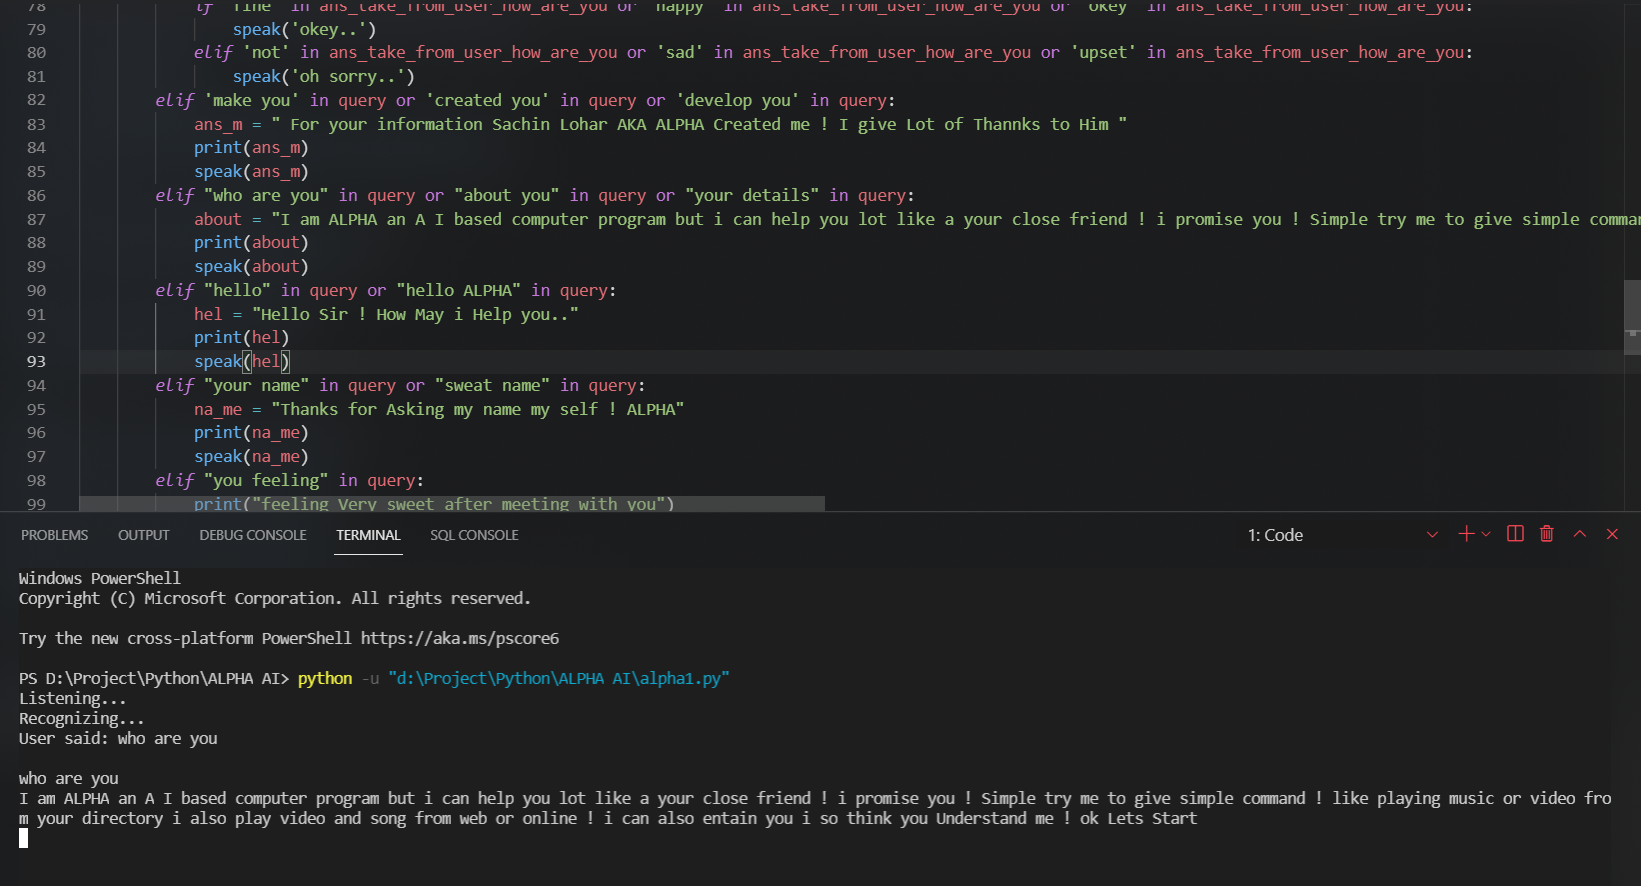 78 if 'fine' in ans_take_from_user_how_are_you or 'happy' in ans_take_from_user_how_are_you or 'okey' in ans_take_from_user_how_are_you:
79 speak('okey..')
80 elif 'not' in ans_take_from_user_how_are_you or 'sad' in ans_take_from_user_how_are_you or 'upset' in ans_take_from_user_how_are_you:
81 speak('oh sorry..')
82 elif 'make you' in query or 'created you' in query or 'develop you' in query:
83 ans_m = " For your information Sachin Lohar AKA ALPHA Created me ! I give Lot of Thannks to Him "
84 print(ans_m)
85 speak(ans_m)
86 elif "who are you" in query or "about you" in query or "your details" in query:
87 about = "I am ALPHA an A I based computer program but i can help you lot like a your close friend ! i promise you ! Simple try me to give simple comman
88 print(about)
89 speak(about)
90 elif "hello" in query or "hello ALPHA" in query:
91 hel = "Hello Sir ! How May i Help you.."
92 print(hel)
93 speak(hel)
94 elif "your name" in query or "sweat name" in query:
95 na_me = "Thanks for Asking my name my self ! ALPHA"
96 print(na_me)
97 speak(na_me)
98 elif "you feeling" in query:
99 print("feeling Very sweet after meeting with you")
PROBLEMS OUTPUT DEBUG CONSOLE TERMINAL SQL CONSOLE 1: Code
Windows PowerShell
Copyright (C) Microsoft Corporation. All rights reserved.
Try the new cross-platform PowerShell https://aka.ms/pscore6
PS D:\Project\Python\ALPHA AI> python -u "d:\Project\Python\ALPHA AI\alpha1.py"
Listening...
Recognizing...
User said: who are you
who are you
I am ALPHA an A I based computer program but i can help you lot like a your close friend ! i promise you ! Simple try me to give simple command ! like playing music or video fro
m your directory i also play video and song from web or online ! i can also entain you i so think you Understand me ! ok Lets Start